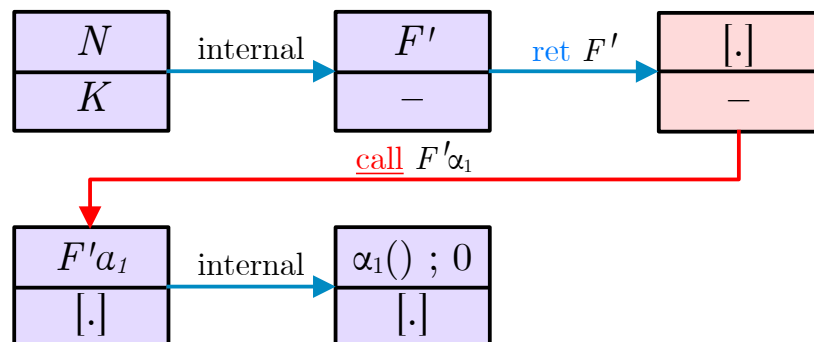 N internal F′ ret F′ [.]
K – –
call F′α₁
F′a₁ internal α₁() ; 0
[.] [.]